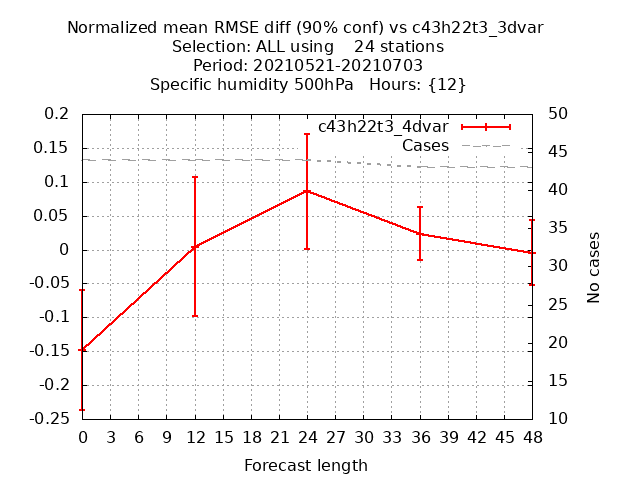 Normalized mean RMSE diff (90% conf) vs c43h22t3_3dvar
Selection: ALL using    24 stations
Period: 20210521-20210703
Specific humidity 500hPa   Hours: {12}
c43h22t3_4dvar
Cases
0.2
0.15
0.1
0.05
0
-0.05
-0.1
-0.15
-0.2
-0.25
50
45
40
35
30
25
20
15
10
No cases
0 3 6 9 12 15 18 21 24 27 30 33 36 39 42 45 48
Forecast length